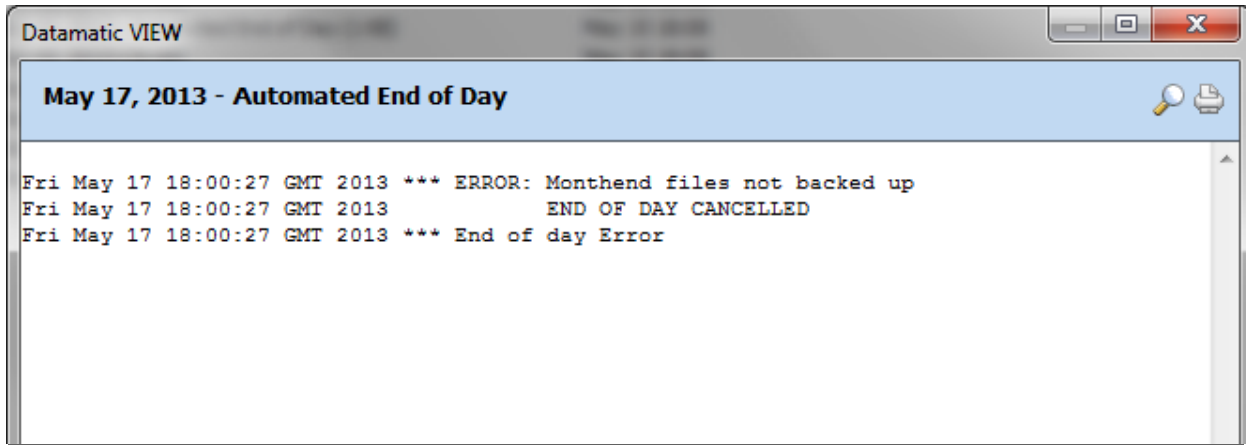 Datamatic VIEW
May 17, 2013 - Automated End of Day
Fri May 17 18:00:27 GMT 2013 *** ERROR: Monthend files not backed up
Fri May 17 18:00:27 GMT 2013            END OF DAY CANCELLED
Fri May 17 18:00:27 GMT 2013 *** End of day Error